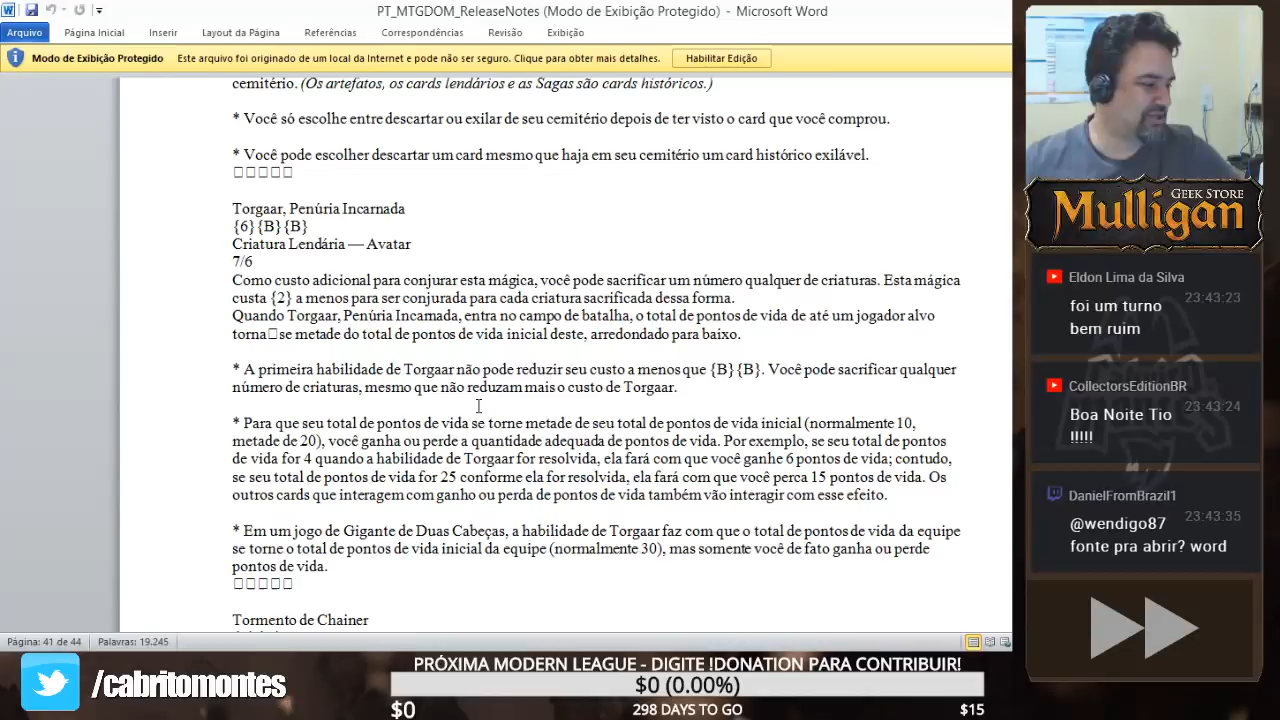 PT_MTGDOM_ReleaseNotes (Modo de Exibição Protegido) - Microsoft Word
Arquivo Página Inicial Inserir Layout da Página Referências Correspondências Revisão Exibição
Modo de Exibição Protegido Este arquivo foi originado de um local da Internet e pode não ser seguro. Clique para obter mais detalhes. Habilitar Edição
cemitério. (Os artefatos, os cards lendários e as Sagas são cards históricos.)
* Você só escolhe entre descartar ou exilar de seu cemitério depois de ter visto o card que você comprou.
* Você pode escolher descartar um card mesmo que haja em seu cemitério um card histórico exilável.
□□□□□
Torgaar, Penúria Incarnada
{6}{B}{B}
Criatura Lendária — Avatar
7/6
Como custo adicional para conjurar esta mágica, você pode sacrificar um número qualquer de criaturas. Esta mágica
custa {2} a menos para ser conjurada para cada criatura sacrificada dessa forma.
Quando Torgaar, Penúria Incarnada, entra no campo de batalha, o total de pontos de vida de até um jogador alvo
torna□se metade do total de pontos de vida inicial deste, arredondado para baixo.
* A primeira habilidade de Torgaar não pode reduzir seu custo a menos que {B}{B}. Você pode sacrificar qualquer
número de criaturas, mesmo que não reduzam mais o custo de Torgaar.
* Para que seu total de pontos de vida se torne metade de seu total de pontos de vida inicial (normalmente 10,
metade de 20), você ganha ou perde a quantidade adequada de pontos de vida. Por exemplo, se seu total de pontos
de vida for 4 quando a habilidade de Torgaar for resolvida, ela fará com que você ganhe 6 pontos de vida; contudo,
se seu total de pontos de vida for 25 conforme ela for resolvida, ela fará com que você perca 15 pontos de vida. Os
outros cards que interagem com ganho ou perda de pontos de vida também vão interagir com esse efeito.
* Em um jogo de Gigante de Duas Cabeças, a habilidade de Torgaar faz com que o total de pontos de vida da equipe
se torne o total de pontos de vida inicial da equipe (normalmente 30), mas somente você de fato ganha ou perde
pontos de vida.
□□□□□
Tormento de Chainer
Página: 41 de 44 Palavras: 19.245
GEEK STORE
Mulligan
Eldon Lima da Silva
23:43:23
foi um turno
bem ruim
CollectorsEditionBR
23:43:24
Boa Noite Tio
!!!!!
DanielFromBrazil1
23:43:35
@wendigo87
fonte pra abrir? word
/cabritomontes
PRÓXIMA MODERN LEAGUE - DIGITE !DONATION PARA CONTRIBUIR!
$0 (0.00%)
$0 298 DAYS TO GO $15